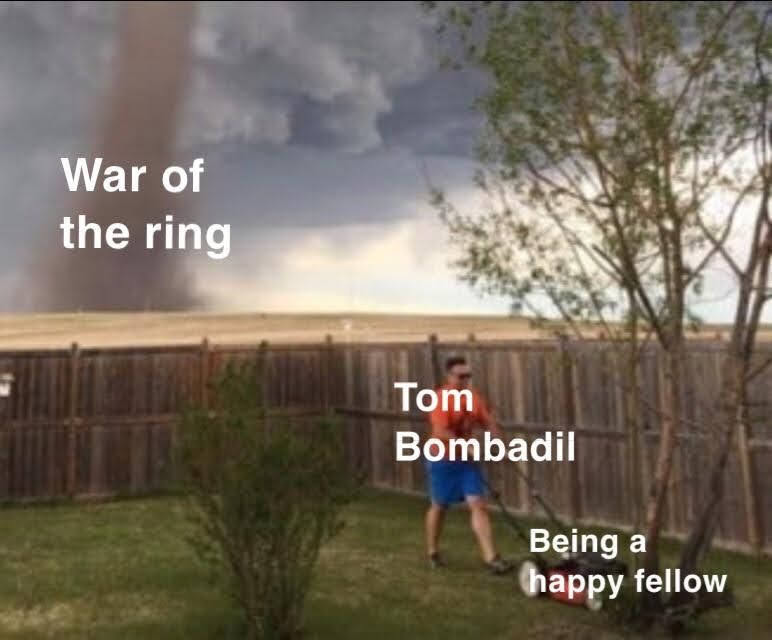 War of
the ring
Tom
Bombadil
Being a
happy fellow